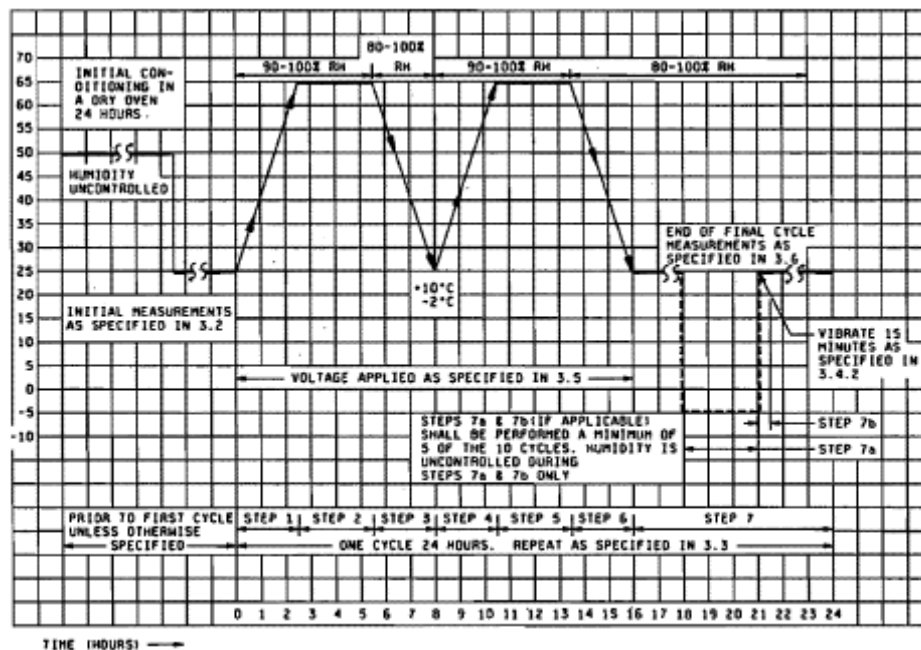 80-100%
90-100% RH
RH
90-100% RH
80-100% RH
70
65
60
55
50
45
40
35
30
25
20
15
10
5
0
-5
-10
INITIAL CON-
DITIONING IN
A DRY OVEN
24 HOURS.
HUMIDITY
UNCONTROLLED
INITIAL MEASUREMENTS
AS SPECIFIED IN 3.2
+10°C
-2°C
END OF FINAL CYCLE
MEASUREMENTS AS
SPECIFIED IN 3.6
VIBRATE 15
MINUTES AS
SPECIFIED IN
3.4.2
VOLTAGE APPLIED AS SPECIFIED IN 3.5
STEPS 7a & 7b(IF APPLICABLE)
SHALL BE PERFORMED A MINIMUM OF
5 OF THE 10 CYCLES. HUMIDITY IS
UNCONTROLLED DURING
STEPS 7a & 7b ONLY
STEP 7b
STEP 7a
PRIOR TO FIRST CYCLE
UNLESS OTHERWISE
SPECIFIED
STEP 1
STEP 2
STEP 3
STEP 4
STEP 5
STEP 6
STEP 7
ONE CYCLE 24 HOURS. REPEAT AS SPECIFIED IN 3.3
0 1 2 3 4 5 6 7 8 9 10 11 12 13 14 15 16 17 18 19 20 21 22 23 24
TIME (HOURS)